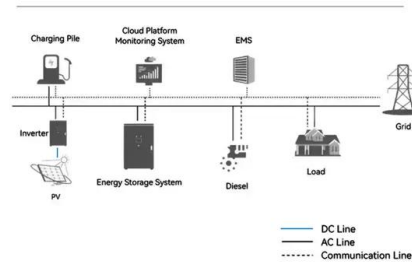 Charging Pile
Cloud Platform
Monitoring System
EMS
Grid
Inverter
PV
Energy Storage System
Diesel
Load
DC Line
AC Line
Communication Line